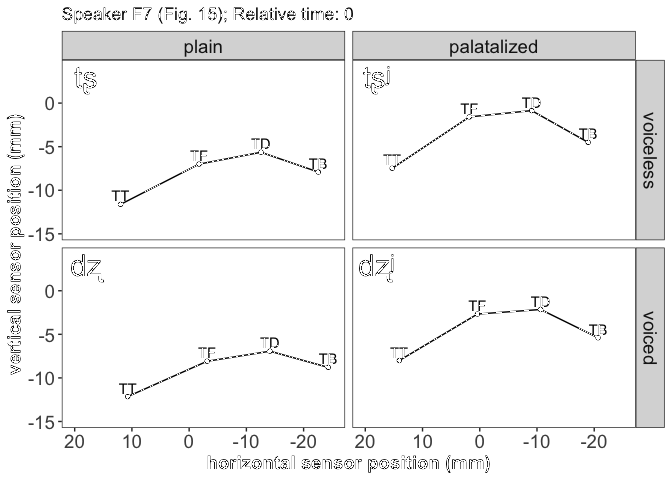 Speaker F7 (Fig. 15); Relative time: 0
plain
palatalized
tʂ
tʂʲ
voiceless
0
-5
-10
-15
TT
TF
TD
TB
TT
TF
TD
TB
dʐ
dʐʲ
voiced
0
-5
-10
-15
TT
TF
TD
TB
TT
TF
TD
TB
20 10 0 -10 -20
20 10 0 -10 -20
horizontal sensor position (mm)
vertical sensor position (mm)